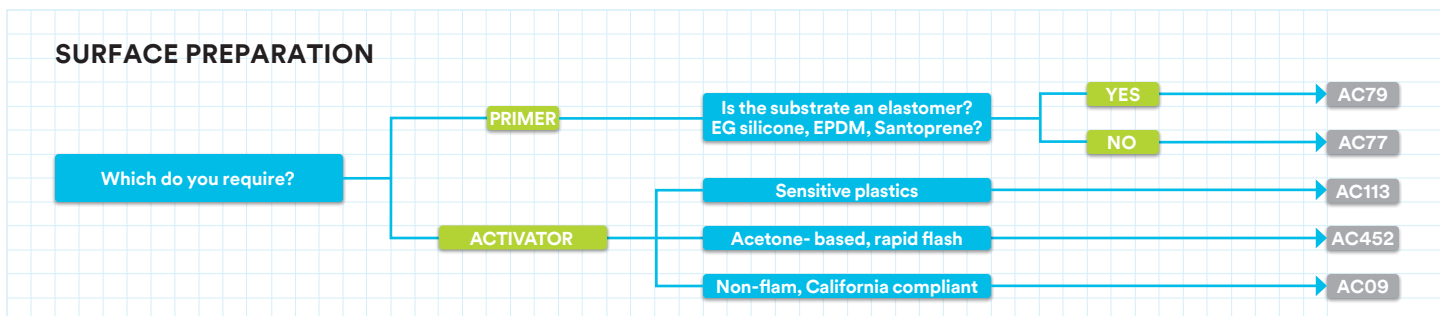 SURFACE PREPARATION
Which do you require?
PRIMER
Is the substrate an elastomer?
EG silicone, EPDM, Santoprene?
YES
AC79
NO
AC77
ACTIVATOR
Sensitive plastics
AC113
Acetone- based, rapid flash
AC452
Non-flam, California compliant
AC09